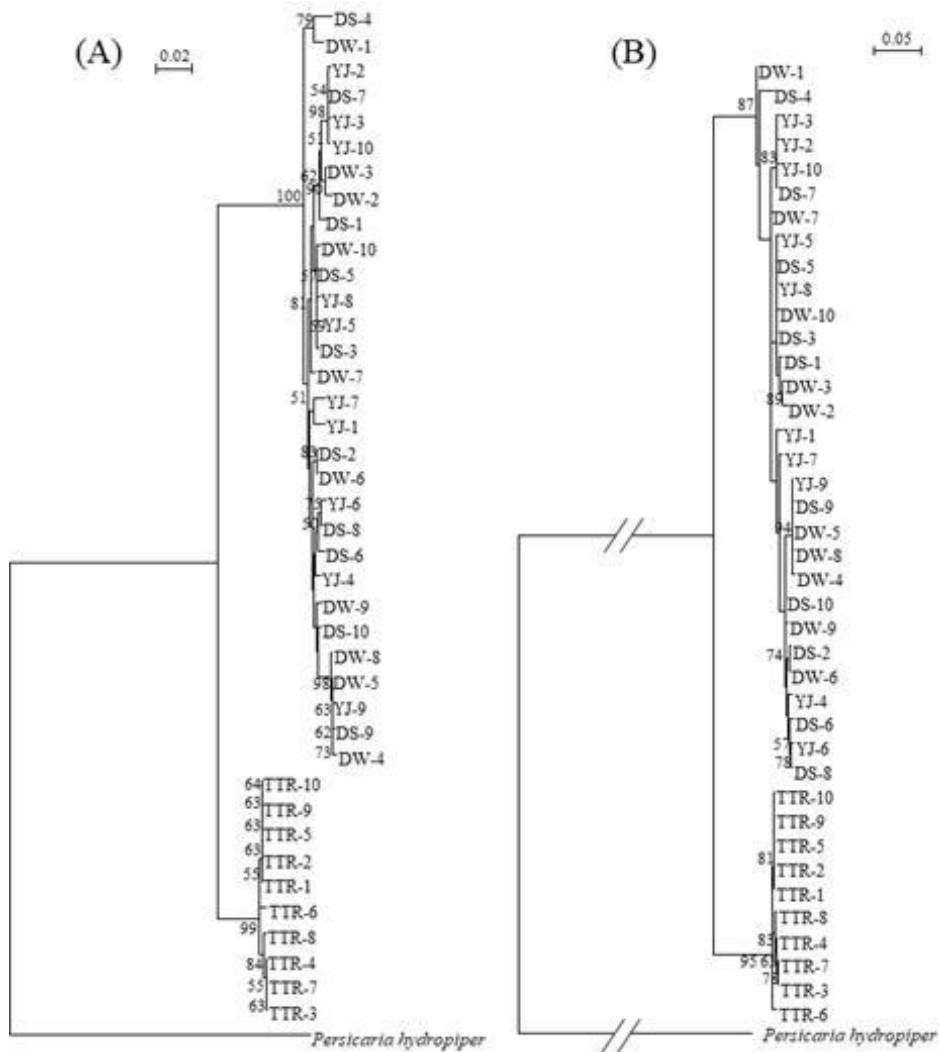 (A)
0.02
79
DS-4
DW-1
YJ-2
54
DS-7
98
YJ-3
51
YJ-10
DW-3
62
DW-2
100
DS-1
DW-10
DS-5
YJ-8
81
YJ-5
DS-3
DW-7
51
YJ-7
YJ-1
83
DS-2
DW-6
75
YJ-6
DS-8
DS-6
YJ-4
DW-9
DS-10
DW-8
98
DW-5
63
YJ-9
62
DS-9
73
DW-4
64
TTR-10
63
TTR-9
63
TTR-5
63
TTR-2
55
TTR-1
TTR-6
99
TTR-8
84
TTR-4
55
TTR-7
63
TTR-3
Persicaria hydropiper
(B)
0.05
DW-1
87
DS-4
YJ-3
YJ-2
83
YJ-10
DS-7
DW-7
YJ-5
DS-5
YJ-8
DW-10
DS-3
DS-1
DW-3
89
DW-2
YJ-1
YJ-7
YJ-9
DS-9
94
DW-5
DW-8
DW-4
DS-10
DW-9
74
DS-2
DW-6
YJ-4
DS-6
57
YJ-6
78
DS-8
TTR-10
TTR-9
TTR-5
81
TTR-2
TTR-1
TTR-8
83
TTR-4
95
TTR-7
TTR-3
TTR-6
Persicaria hydropiper